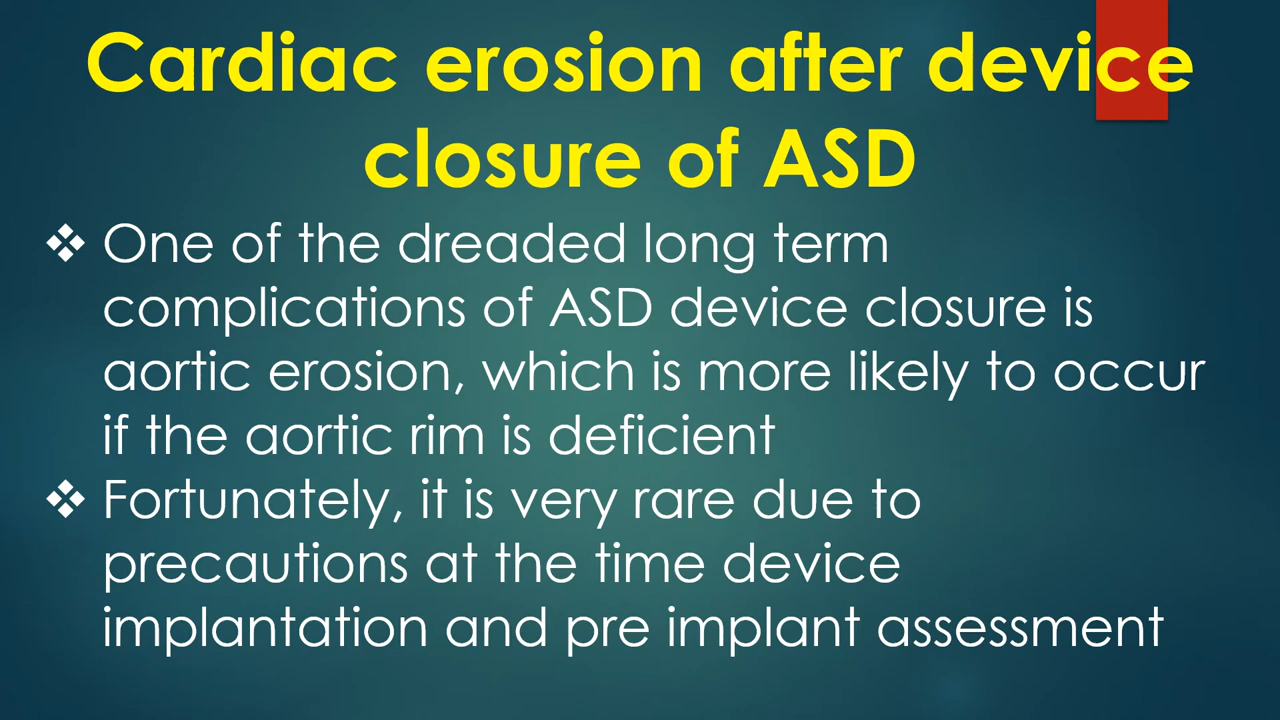 Cardiac erosion after device
closure of ASD
❖ One of the dreaded long term
complications of ASD device closure is
aortic erosion, which is more likely to occur
if the aortic rim is deficient
❖ Fortunately, it is very rare due to
precautions at the time device
implantation and pre implant assessment